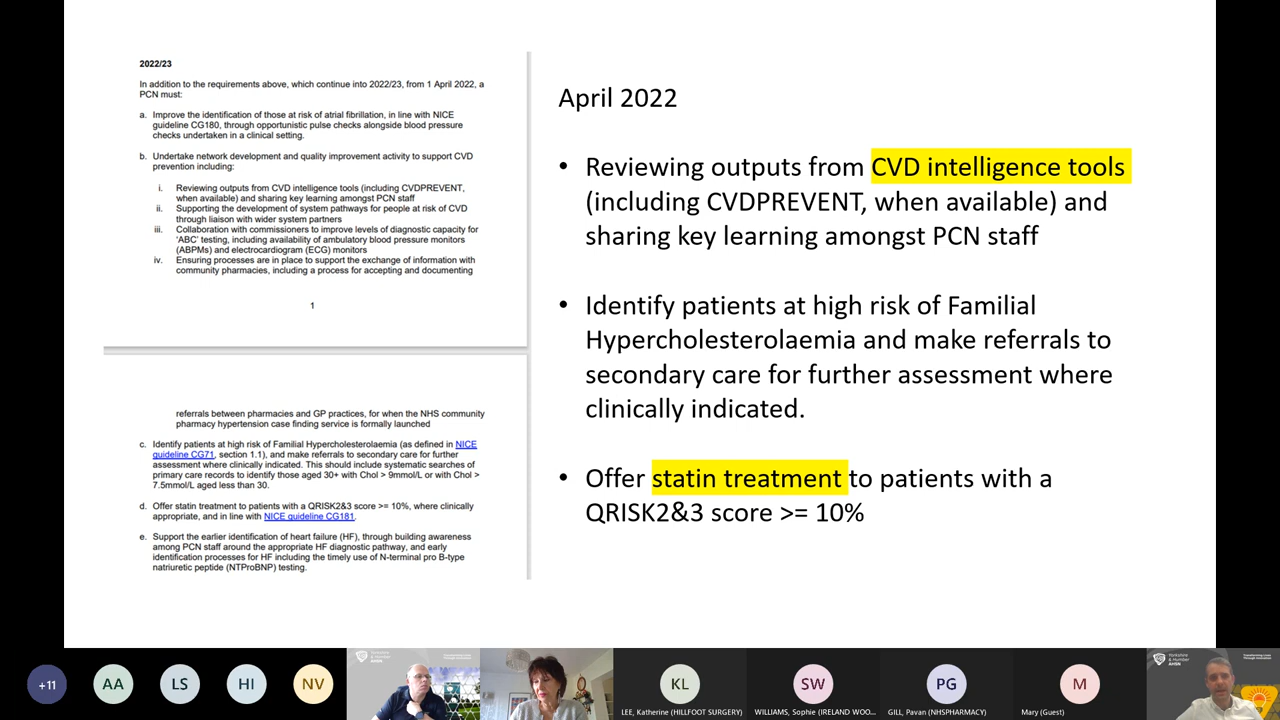 2022/23
In addition to the requirements above, which continue into 2022/23, from 1 April 2022, a
PCN must:
a. Improve the identification of those at risk of atrial fibrillation, in line with NICE
guideline CG180, through opportunistic pulse checks alongside blood pressure
checks undertaken in a clinical setting.
b. Undertake network development and quality improvement activity to support CVD
prevention including:
i. Reviewing outputs from CVD intelligence tools (including CVDPREVENT,
when available) and sharing key learning amongst PCN staff
ii. Supporting the development of system pathways for people at risk of CVD
through liaison with wider system partners
iii. Collaboration with commissioners to improve levels of diagnostic capacity for
'ABC' testing, including availability of ambulatory blood pressure monitors
(ABPMs) and electrocardiogram (ECG) monitors
iv. Ensuring processes are in place to support the exchange of information with
community pharmacies, including a process for accepting and documenting
1
referrals between pharmacies and GP practices, for when the NHS community
pharmacy hypertension case finding service is formally launched
c. Identify patients at high risk of Familial Hypercholesterolaemia (as defined in NICE
guideline CG71, section 1.1), and make referrals to secondary care for further
assessment where clinically indicated. This should include systematic searches of
primary care records to identify those aged 30+ with Chol > 9mmol/L or with Chol >
7.5mmol/L aged less than 30.
d. Offer statin treatment to patients with a QRISK2&3 score >= 10%, where clinically
appropriate, and in line with NICE guideline CG181.
e. Support the earlier identification of heart failure (HF), through building awareness
among PCN staff around the appropriate HF diagnostic pathway, and early
identification processes for HF including the timely use of N-terminal pro B-type
natriuretic peptide (NTProBNP) testing.
April 2022
• Reviewing outputs from CVD intelligence tools
(including CVDPREVENT, when available) and
sharing key learning amongst PCN staff
• Identify patients at high risk of Familial
Hypercholesterolaemia and make referrals to
secondary care for further assessment where
clinically indicated.
• Offer statin treatment to patients with a
QRISK2&3 score >= 10%
+11
AA
LS
HI
NV
Yorkshire
& Humber
AHSN
KL
LEE, Katherine (HILLFOOT SURGERY)
SW
WILLIAMS, Sophie (IRELAND WOO...
PG
GILL, Pavan (NHSPHARMACY)
M
Mary (Guest)
Yorkshire
& Humber
AHSN